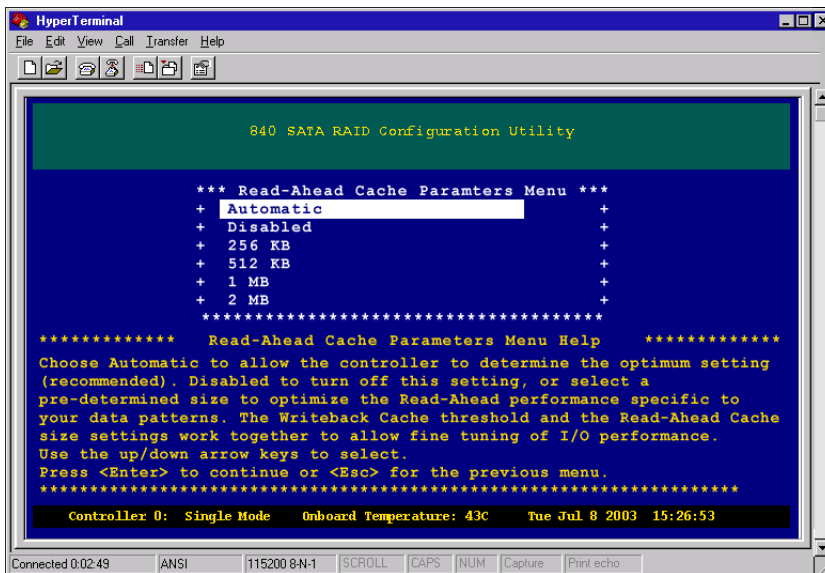 HyperTerminal
File Edit View Call Transfer Help
840 SATA RAID Configuration Utility
*** Read-Ahead Cache Paramters Menu ***
+ Automatic +
+ Disabled +
+ 256 KB +
+ 512 KB +
+ 1 MB +
+ 2 MB +
***************************************
************* Read-Ahead Cache Parameters Menu Help *************
Choose Automatic to allow the controller to determine the optimum setting
(recommended). Disabled to turn off this setting, or select a
pre-determined size to optimize the Read-Ahead performance specific to
your data patterns. The Writeback Cache threshold and the Read-Ahead Cache
size settings work together to allow fine tuning of I/O performance.
Use the up/down arrow keys to select.
Press <Enter> to continue or <Esc> for the previous menu.
***********************************************************************
Controller 0: Single Mode Onboard Temperature: 43C Tue Jul 8 2003 15:26:53
Connected 0:02:49 ANSI 115200 8-N-1 SCROLL CAPS NUM Capture Print echo